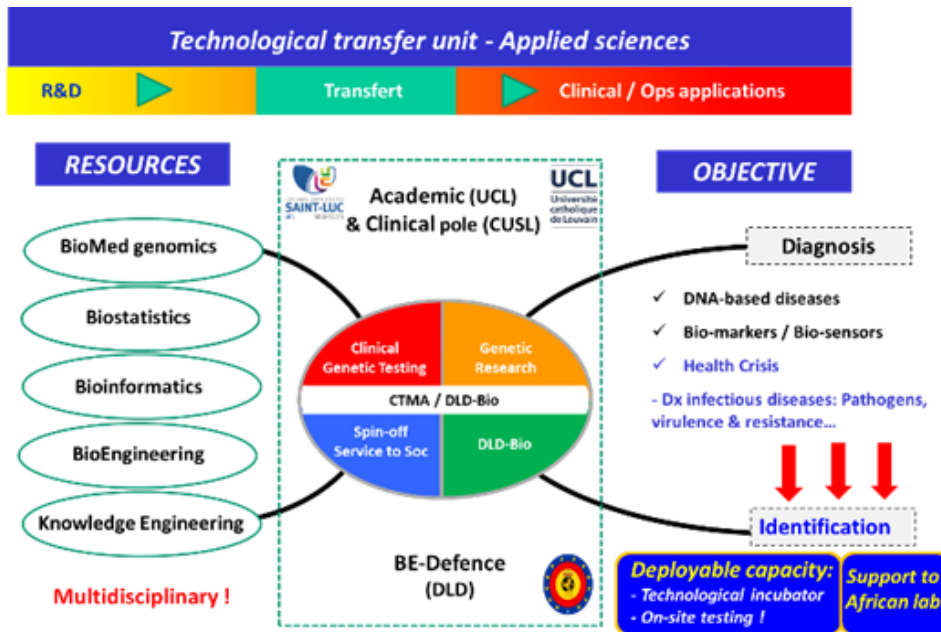 Technological transfer unit - Applied sciences
R&D
Transfert
Clinical / Ops applications
RESOURCES
BioMed genomics
Biostatistics
Bioinformatics
BioEngineering
Knowledge Engineering
Multidisciplinary !
SAINT-LUC
UCL
Université
catholique
de Louvain
Academic (UCL)
& Clinical pole (CUSL)
Clinical
Genetic Testing
Genetic
Research
CTMA / DLD-Bio
Spin-off
Service to Soc
DLD-Bio
BE-Defence
(DLD)
OBJECTIVE
Diagnosis
✓ DNA-based diseases
✓ Bio-markers / Bio-sensors
✓ Health Crisis
- Dx infectious diseases: Pathogens,
virulence & resistance...
Identification
Deployable capacity:
- Technological incubator
- On-site testing !
Support to
African lab